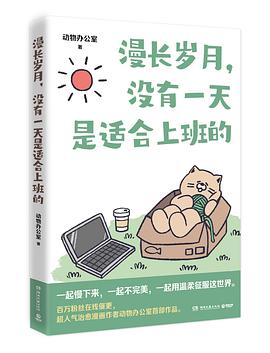 漫长岁月，
没有一天
是适合上班的
动物办公室
著
漫长岁月，没有一天是适合上班的
动物办公室
著
一起慢下来，一起不完美，一起用温柔征服这世界。
百万粉丝在线催更，
超人气治愈漫画作者动物办公室首部作品。